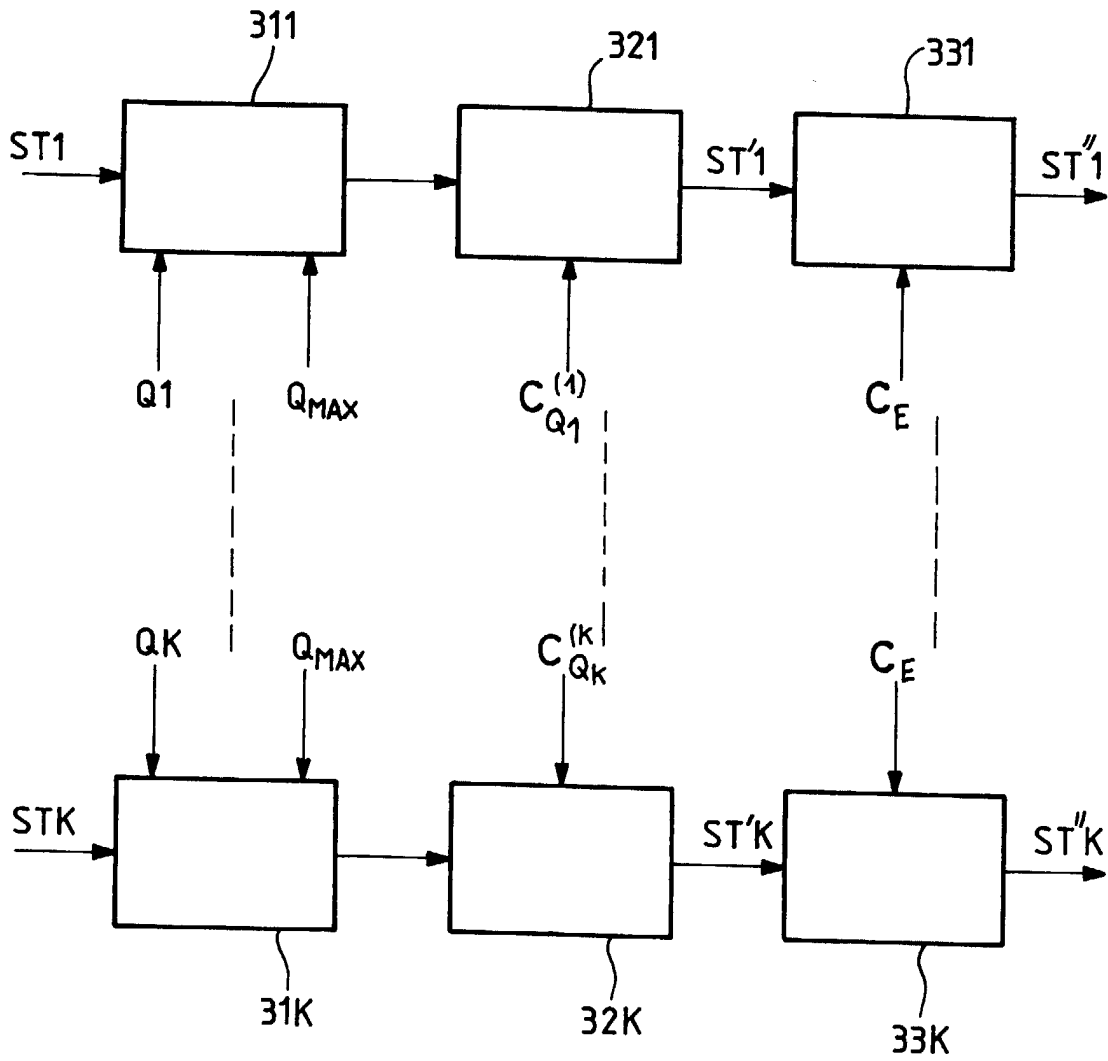 311
321
331
ST1
ST'1
ST"1
Q1
QMAX
C(1)Q1
CE
QK
QMAX
C(KQK
CE
STK
ST'K
ST"K
31K
32K
33K